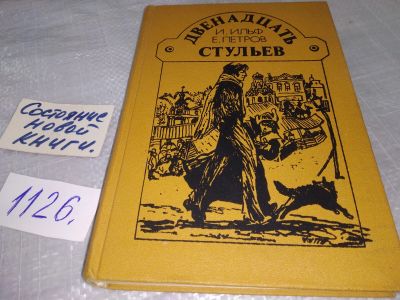 ДВЕНАДЦАТЬ
И. ИЛЬФ
Е. ПЕТРОВ
СТУЛЬЕВ
Состояние
новой
книги.
1126.